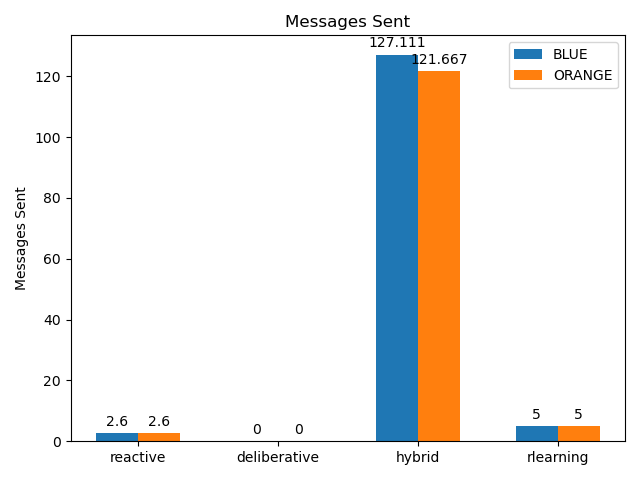 Messages Sent
127.111
121.667
BLUE
ORANGE
120
100
80
60
40
20
0
Messages Sent
2.6
2.6
0
0
5
5
reactive
deliberative
hybrid
rlearning